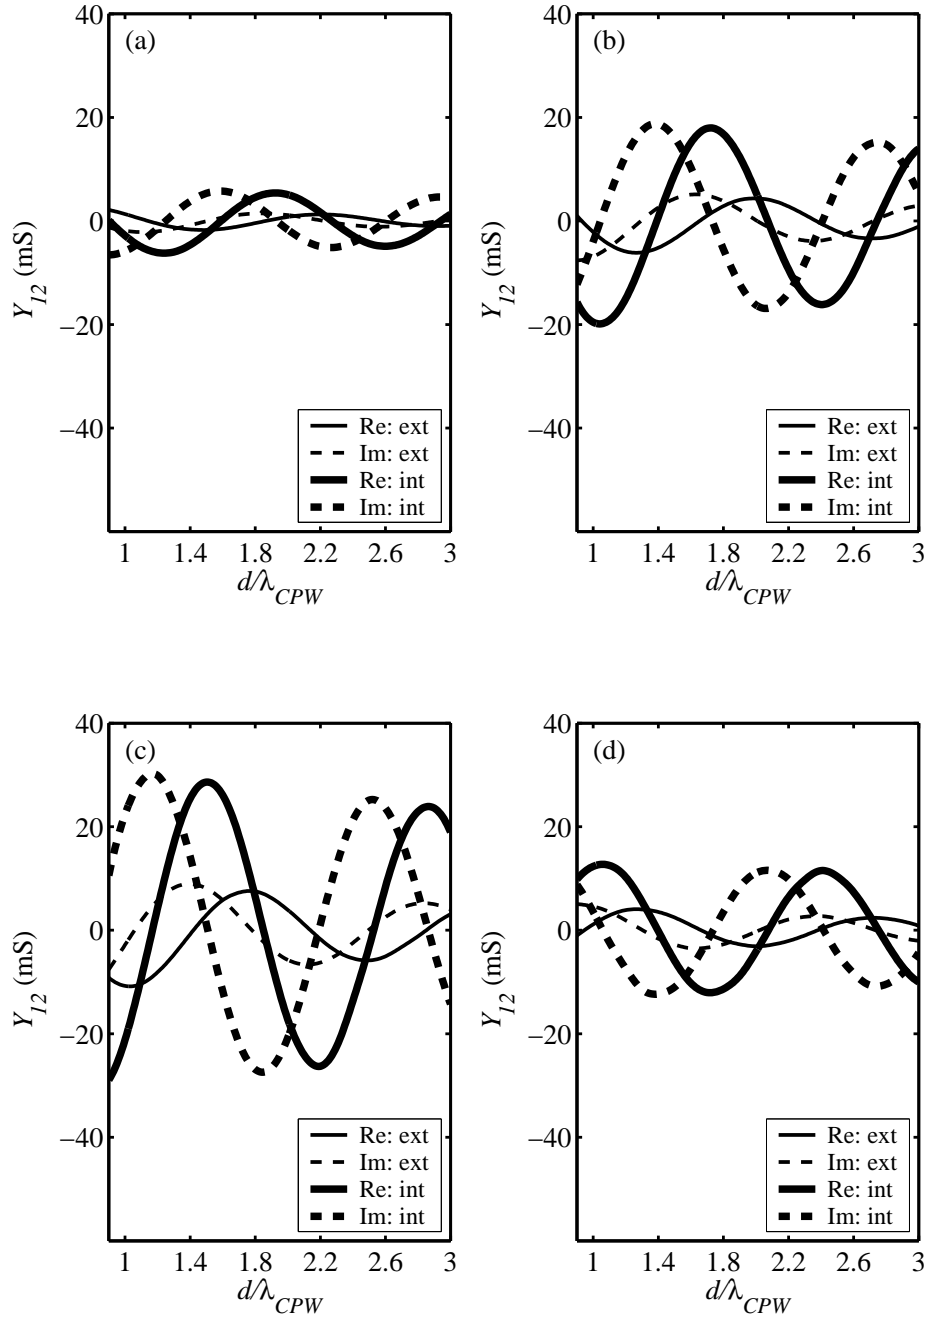 40
(a)
20
0
−20
−40
Y12 (mS)
Re: ext
Im: ext
Re: int
Im: int
1 1.4 1.8 2.2 2.6 3
d/λCPW
40
(b)
20
0
−20
−40
Y12 (mS)
Re: ext
Im: ext
Re: int
Im: int
1 1.4 1.8 2.2 2.6 3
d/λCPW
40
(c)
20
0
−20
−40
Y12 (mS)
Re: ext
Im: ext
Re: int
Im: int
1 1.4 1.8 2.2 2.6 3
d/λCPW
40
(d)
20
0
−20
−40
Y12 (mS)
Re: ext
Im: ext
Re: int
Im: int
1 1.4 1.8 2.2 2.6 3
d/λCPW